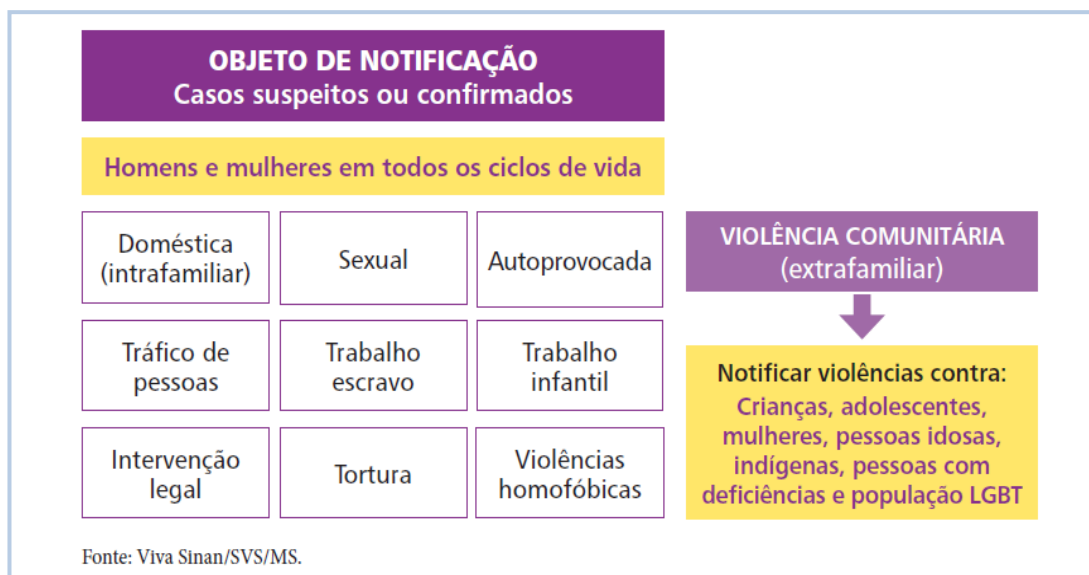 OBJETO DE NOTIFICAÇÃO
Casos suspeitos ou confirmados
Homens e mulheres em todos os ciclos de vida
Doméstica
(intrafamiliar)
Sexual
Autoprovocada
Tráfico de
pessoas
Trabalho
escravo
Trabalho
infantil
Intervenção
legal
Tortura
Violências
homofóbicas
VIOLÊNCIA COMUNITÁRIA
(extrafamiliar)
Notificar violências contra:
Crianças, adolescentes,
mulheres, pessoas idosas,
indígenas, pessoas com
deficiências e população LGBT
Fonte: Viva Sinan/SVS/MS.